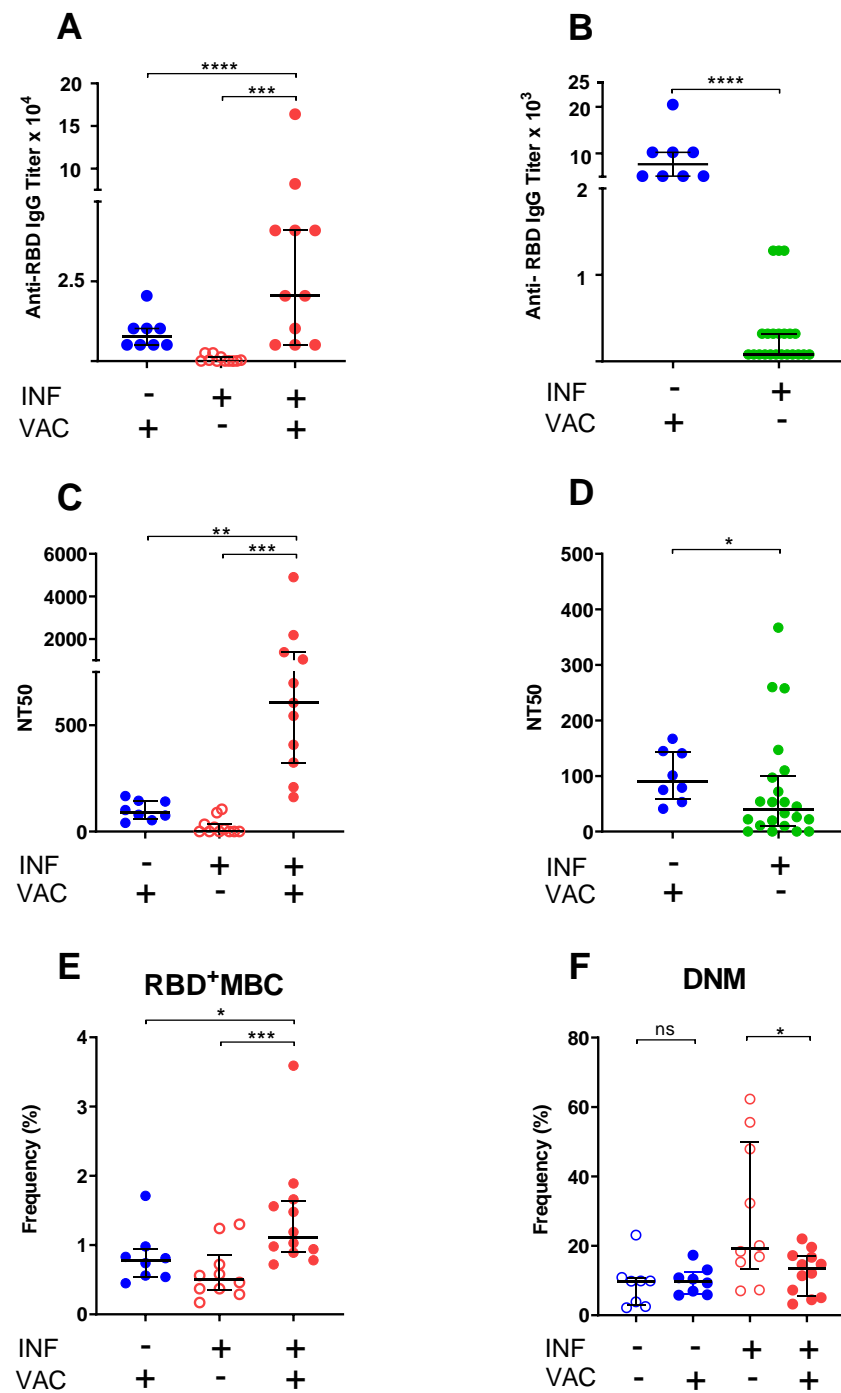 A
B
****
***
20
15
10
2.5
Anti-RBD IgG Titer x 10⁴
INF - + +
VAC + - +
****
25
20
10
2
1
Anti- RBD IgG Titer x 10³
INF - +
VAC + -
C
D
**
***
6000
4000
2000
500
0
NT50
INF - + +
VAC + - +
*
500
400
300
200
100
0
NT50
INF - +
VAC + -
E
RBD⁺MBC
*
***
4
3
2
1
0
Frequency (%)
INF - + +
VAC + - +
F
DNM
ns
*
80
60
40
20
0
Frequency (%)
INF - - + +
VAC - + - +